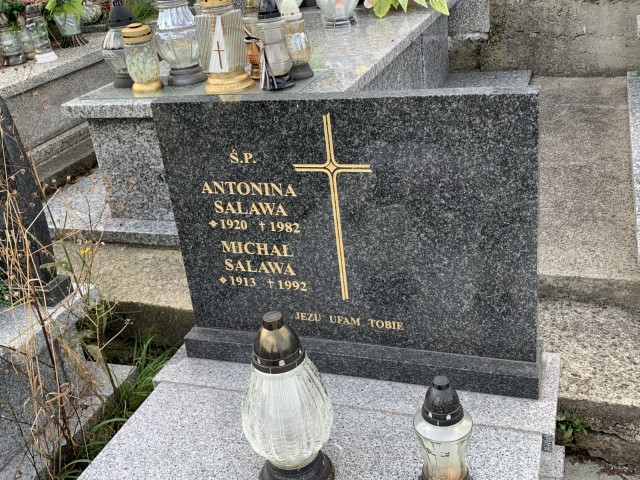 Ś.P.
ANTONINA
SALAWA
1920 † 1982
MICHAŁ
SALAWA
1913 † 1992
JEZU UFAM TOBIE